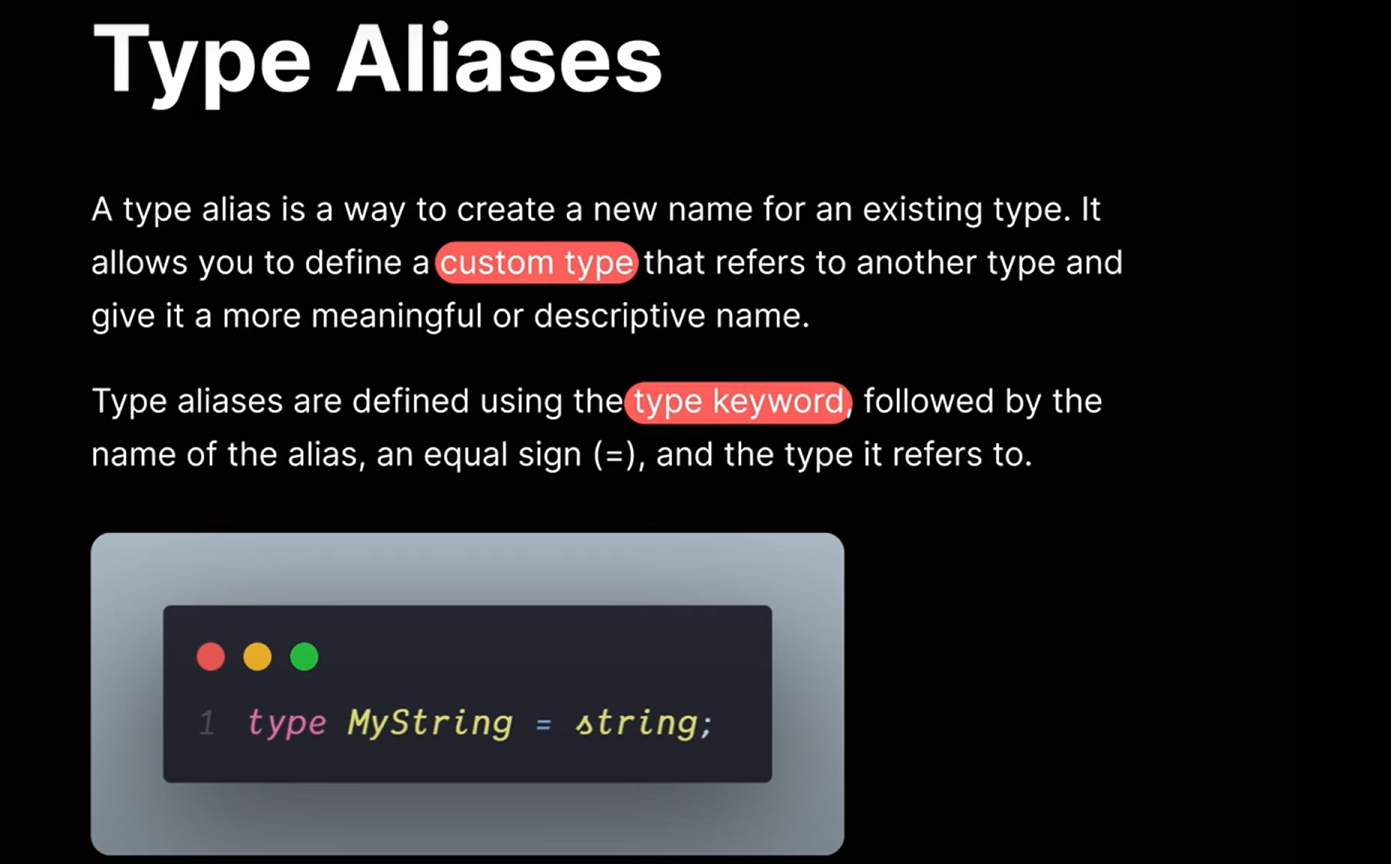 Type Aliases
A type alias is a way to create a new name for an existing type. It
allows you to define a custom type that refers to another type and
give it a more meaningful or descriptive name.
Type aliases are defined using the type keyword, followed by the
name of the alias, an equal sign (=), and the type it refers to.
1 type MyString = string;